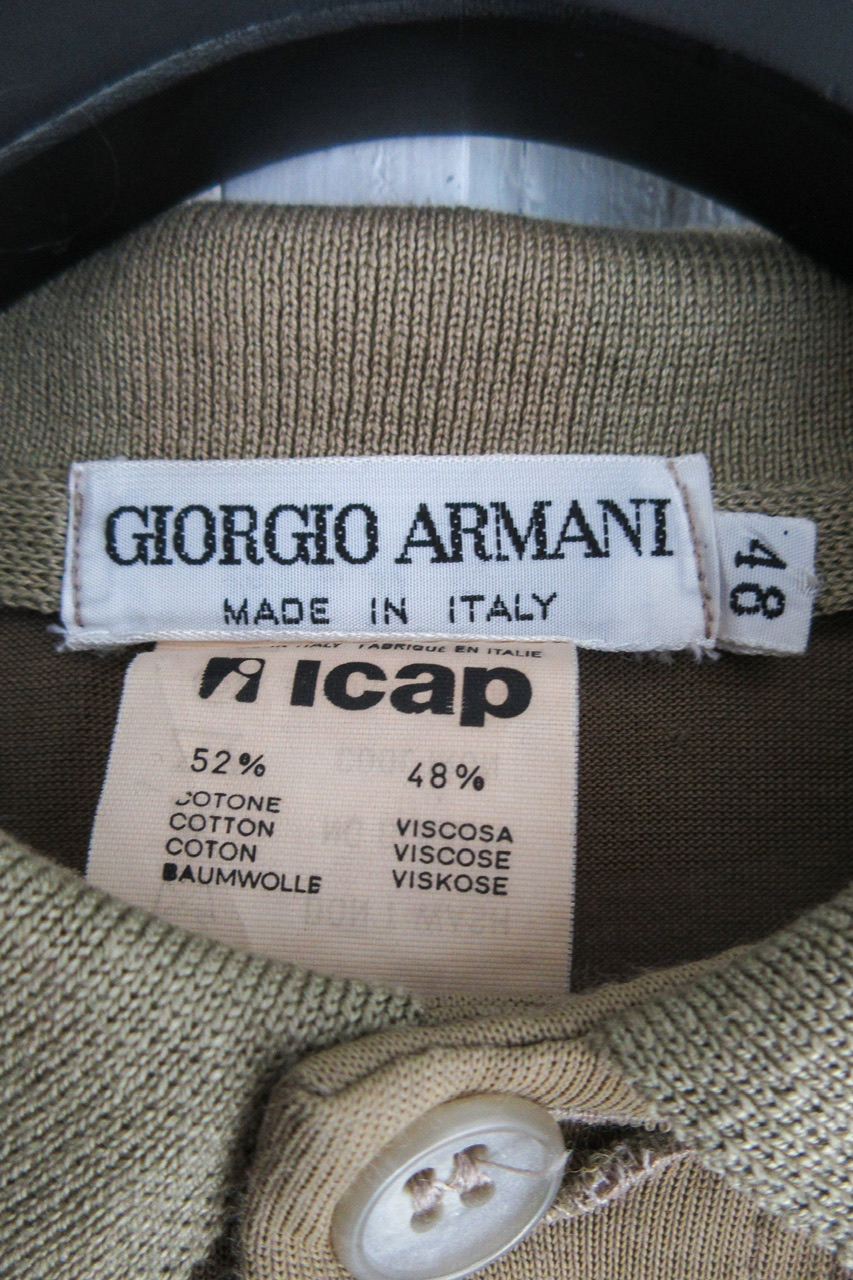 GIORGIO ARMANI
MADE IN ITALY
48
ITALY FABRIQUE EN ITALIE
Icap
52% 48%
COTONE
COTTON VISCOSA
COTON VISCOSE
BAUMWOLLE VISKOSE